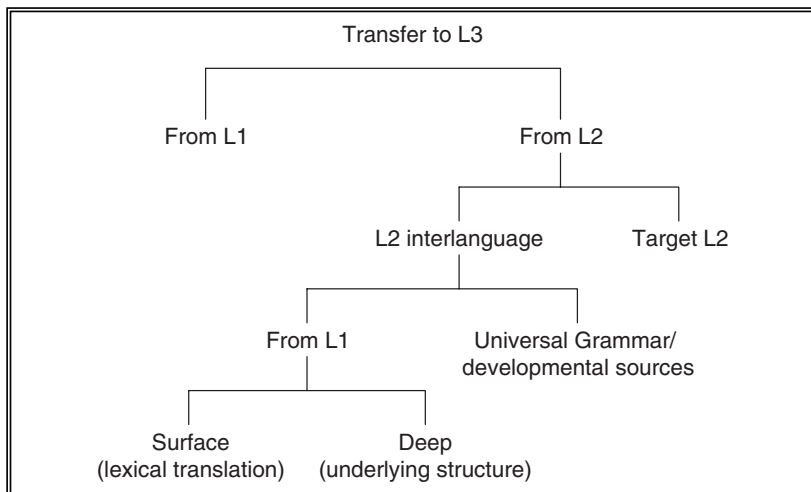 Transfer to L3
From L1
From L2
L2 interlanguage
Target L2
From L1
Universal Grammar/
developmental sources
Surface
(lexical translation)
Deep
(underlying structure)